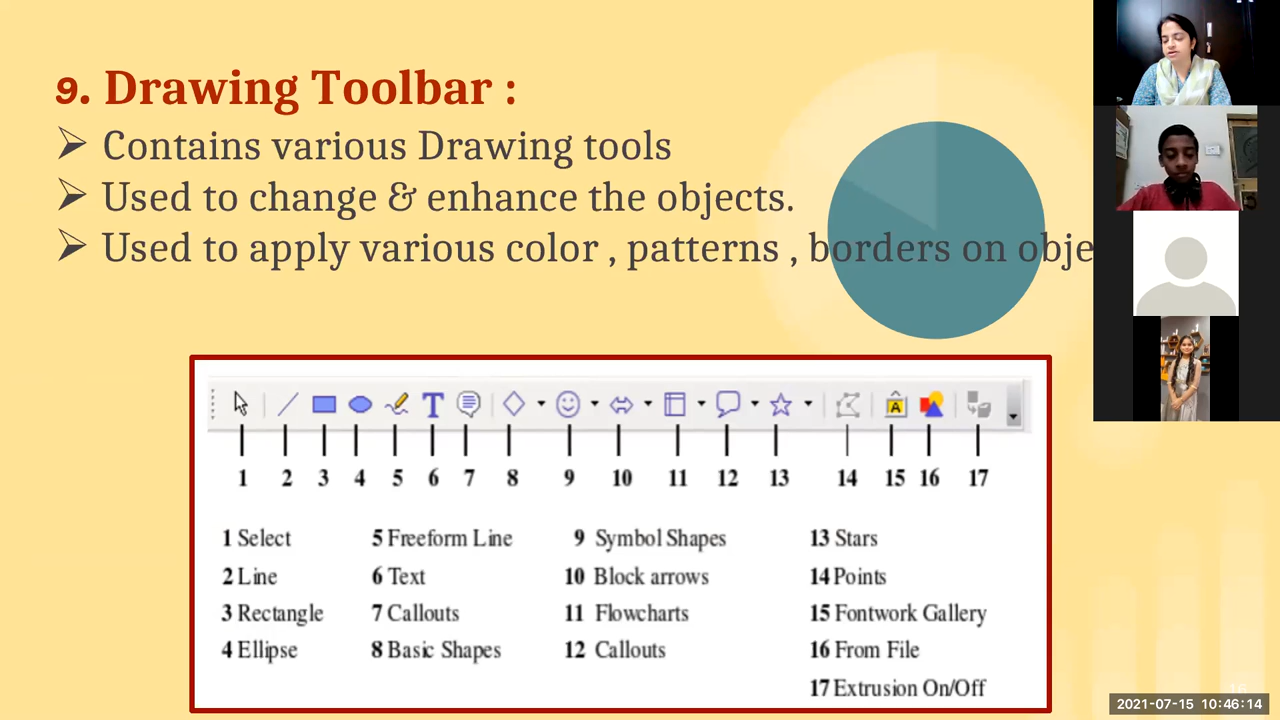 9. Drawing Toolbar :
➢ Contains various Drawing tools
➢ Used to change & enhance the objects.
➢ Used to apply various color , patterns , borders on obje
T A
1 2 3 4 5 6 7 8 9 10 11 12 13 14 15 16 17
1 Select
2 Line
3 Rectangle
4 Ellipse
5 Freeform Line
6 Text
7 Callouts
8 Basic Shapes
9 Symbol Shapes
10 Block arrows
11 Flowcharts
12 Callouts
13 Stars
14 Points
15 Fontwork Gallery
16 From File
17 Extrusion On/Off
2021-07-15 10:46:14